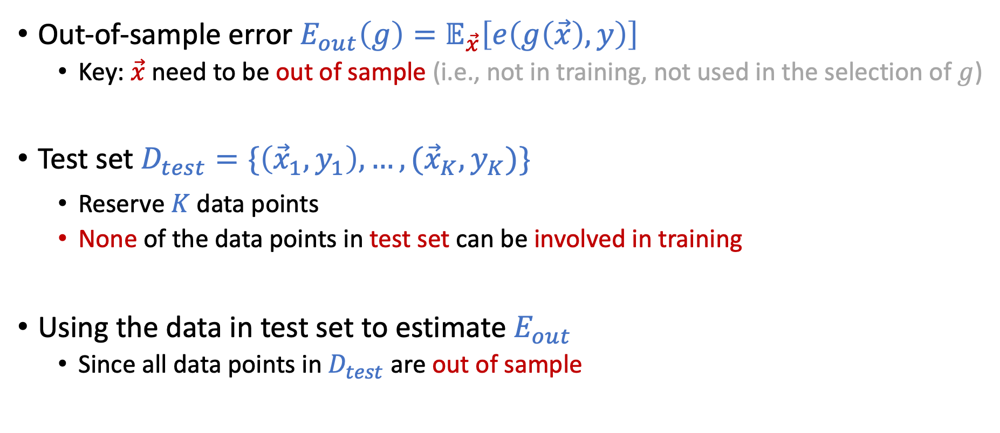 • Out-of-sample error $E_{out}(g) = \mathbb{E}_{\vec{x}}[e(g(\vec{x}), y)]$
• Key: $\vec{x}$ need to be out of sample (i.e., not in training, not used in the selection of $g$)
• Test set $D_{test} = \{(\vec{x}_1, y_1), \dots, (\vec{x}_K, y_K)\}$
• Reserve $K$ data points
• None of the data points in test set can be involved in training
• Using the data in test set to estimate $E_{out}$
• Since all data points in $D_{test}$ are out of sample